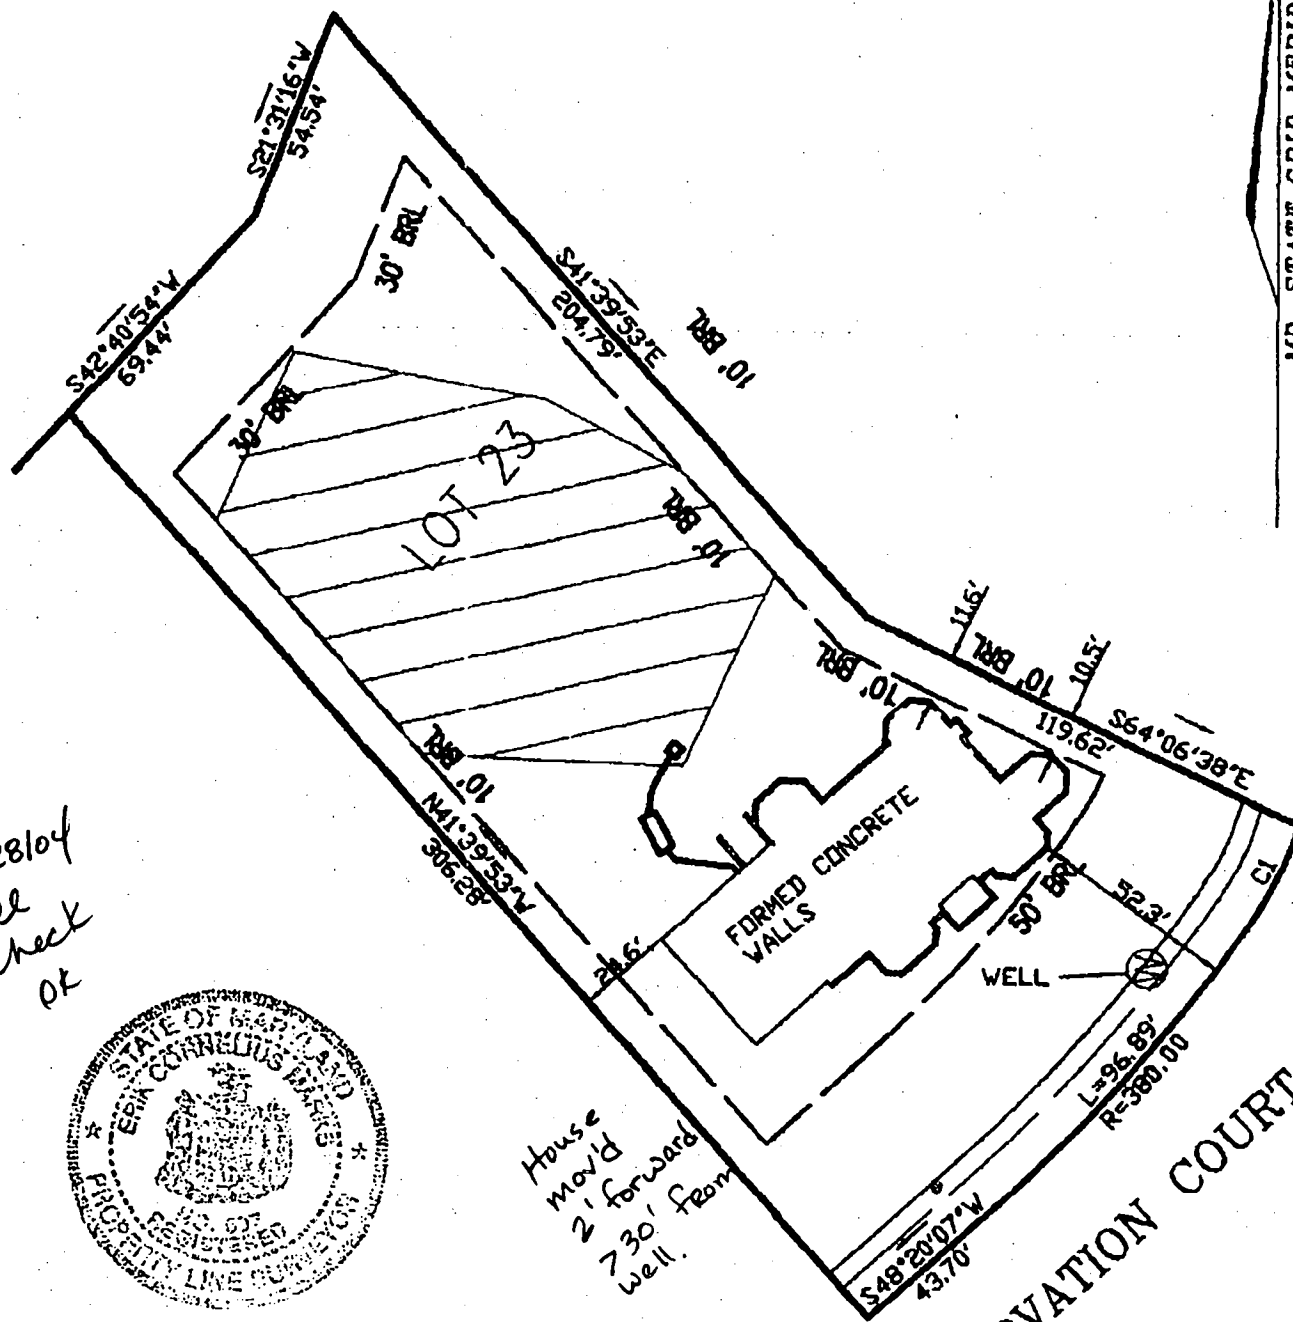 S21°31'16"W
54.54'
S42°40'54"W
69.44'
30' BRL
30' BRL
S41°39'53"E
204.79'
10' BRL
LOT 23
10' BRL
10' BRL
11.6'
10' BRL
10.5'
119.62'
S64°06'38"E
10' BRL
N41°39'53"W
306.28'
FORMED CONCRETE
WALLS
50' BRL
52.3'
C1
WELL
L=96.89'
R=380.00
28/04
check
OK
STATE OF MARYLAND
ERIK CORNELIUS MARKS
REGISTERED
PROPERTY LINE SURVEYOR
House
mov'd
2' forward
730' from
well.
S48°20'07"W
43.70'
VATION COURT